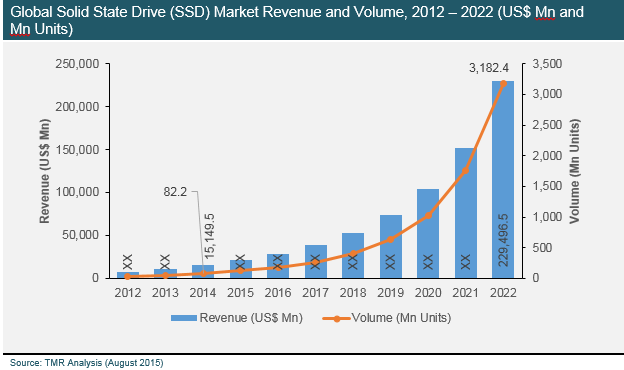 Global Solid State Drive (SSD) Market Revenue and Volume, 2012 – 2022 (US$ Mn and
Mn Units)
250,000
200,000
150,000
100,000
50,000
0
Revenue (US$ Mn)
3,500
3,000
2,500
2,000
1,500
1,000
500
0
Volume (Mn Units)
3,182.4
82.2
XX
XX
15,149.5
XX
XX
XX
XX
XX
XX
XX
229,496.5
2012 2013 2014 2015 2016 2017 2018 2019 2020 2021 2022
Revenue (US$ Mn) Volume (Mn Units)
Source: TMR Analysis (August 2015)